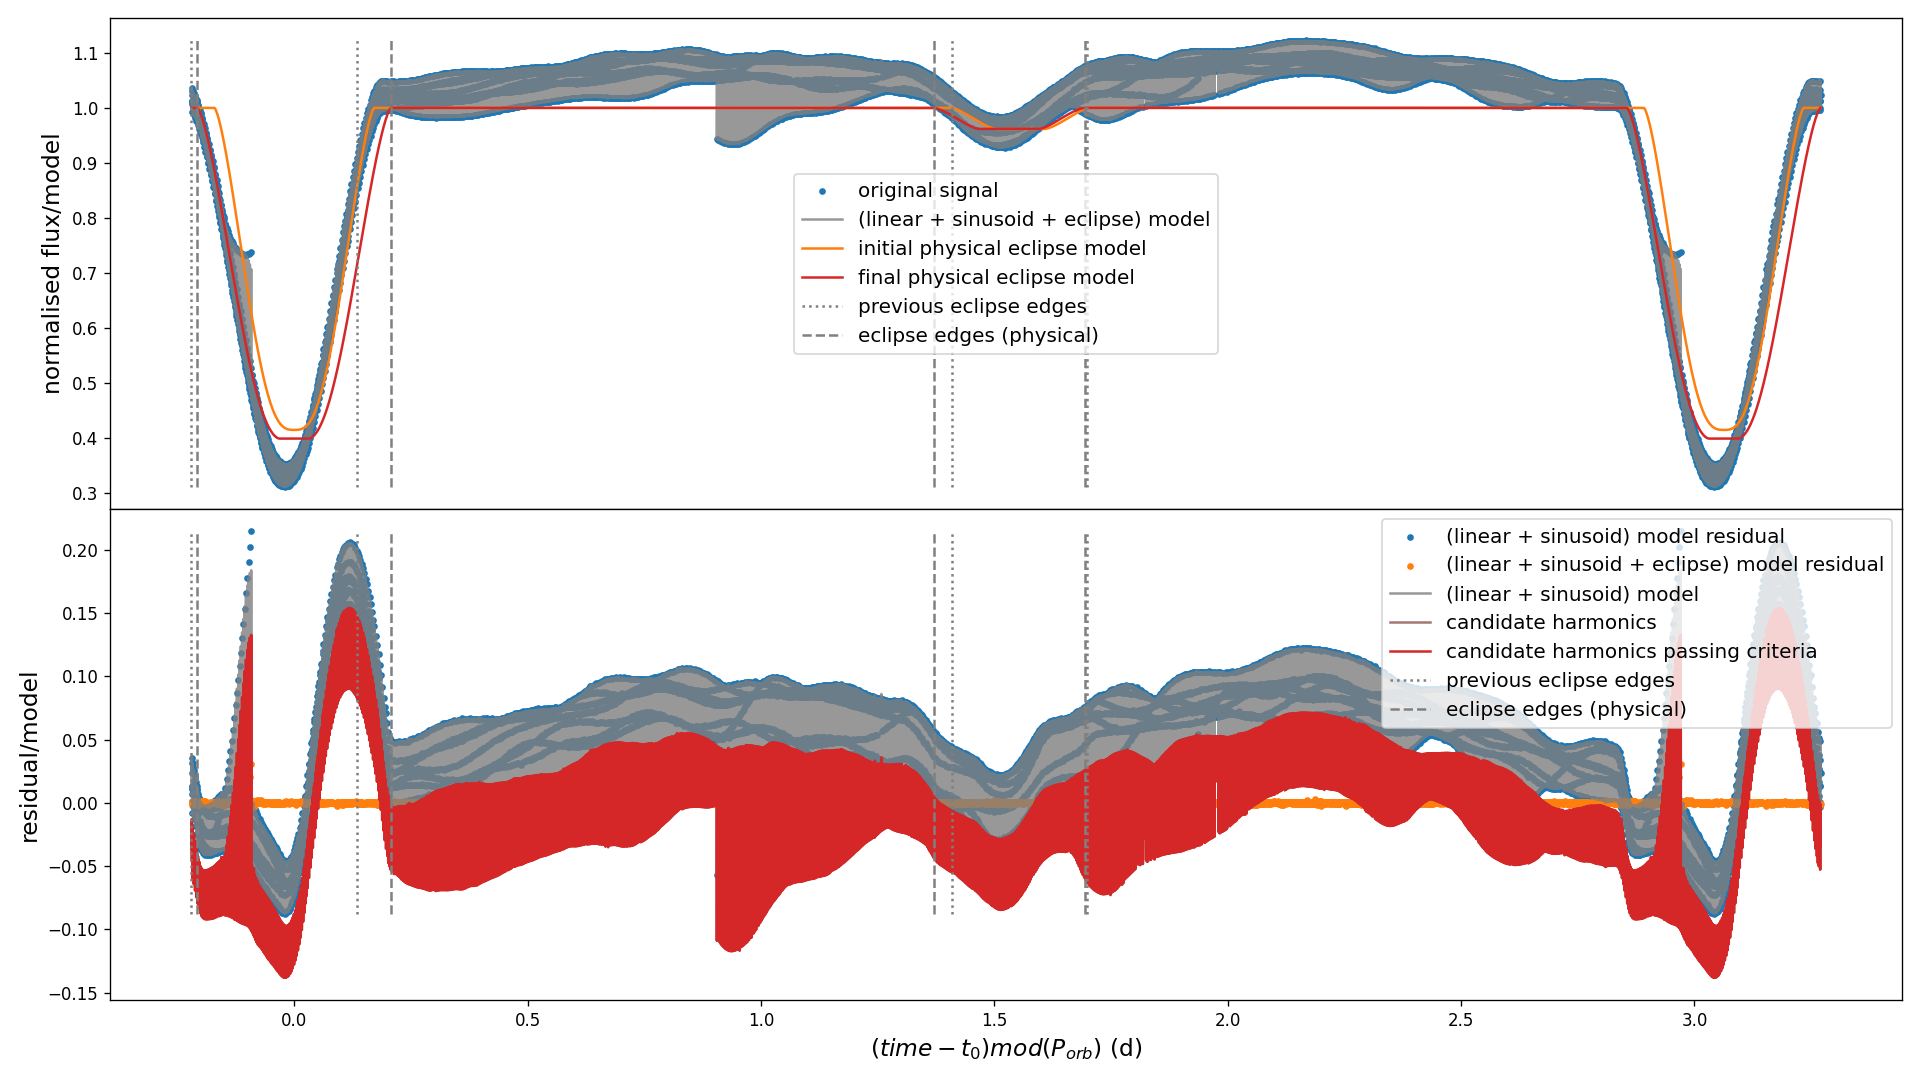 normalised flux/model
1.1
1.0
0.9
0.8
0.7
0.6
0.5
0.4
0.3
original signal
(linear + sinusoid + eclipse) model
initial physical eclipse model
final physical eclipse model
previous eclipse edges
eclipse edges (physical)
residual/model
0.20
0.15
0.10
0.05
0.00
−0.05
−0.10
−0.15
(linear + sinusoid) model residual
(linear + sinusoid + eclipse) model residual
(linear + sinusoid) model
candidate harmonics
candidate harmonics passing criteria
previous eclipse edges
eclipse edges (physical)
0.0 0.5 1.0 1.5 2.0 2.5 3.0
(time − t₀)mod(P_orb) (d)